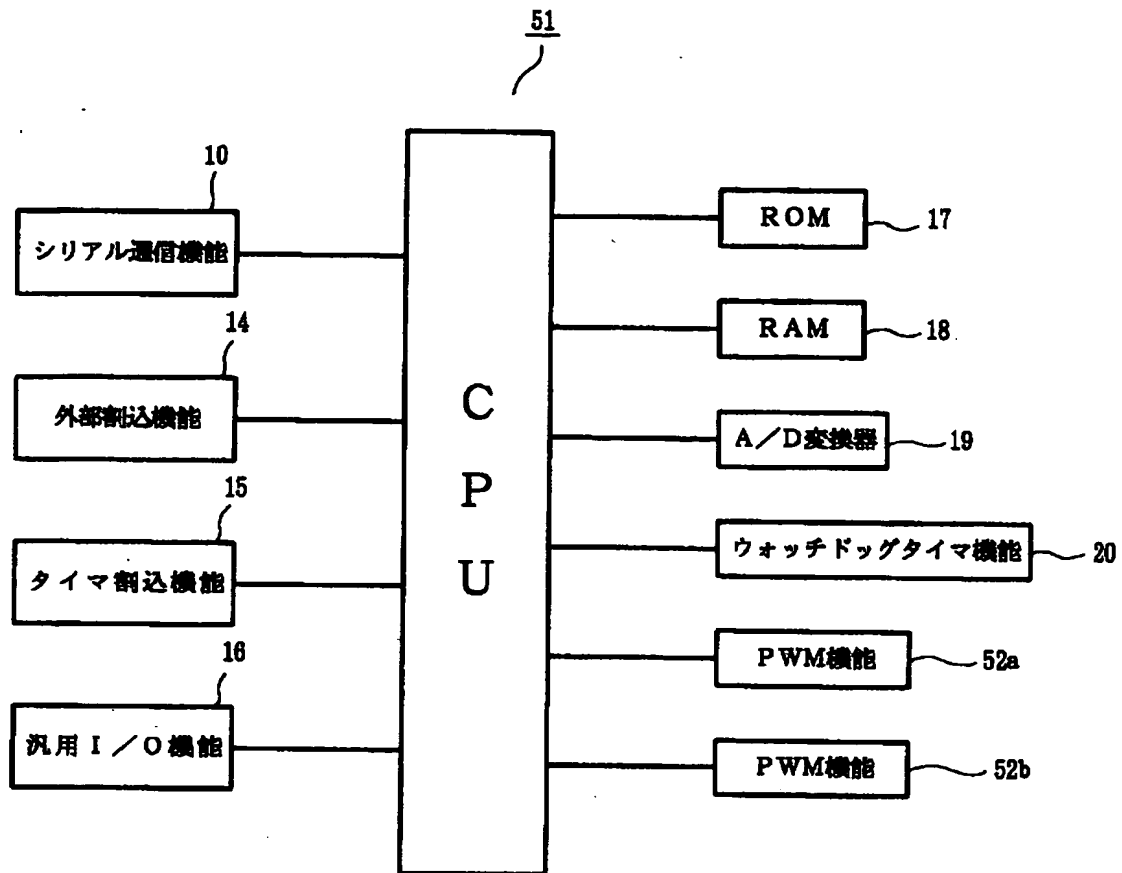 51
10
シリアル通信機能
14
外部割込機能
15
タイマ割込機能
16
汎用I/O機能
CPU
ROM
17
RAM
18
A/D変換器
19
ウォッチドッグタイマ機能
20
PWM機能
52a
PWM機能
52b